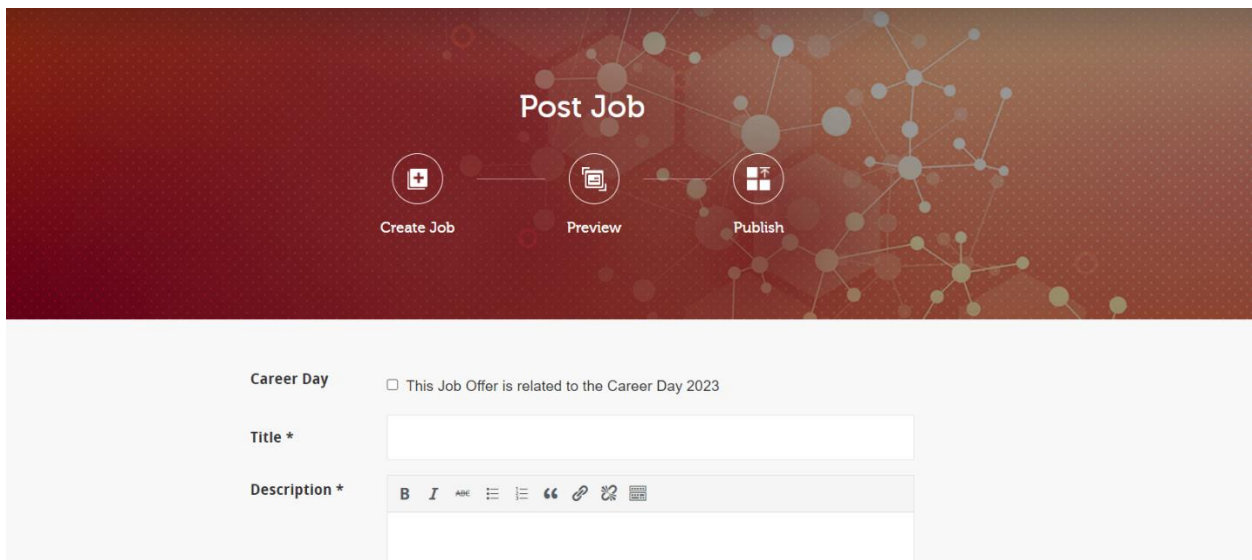 Post Job
Create Job Preview Publish
Career Day This Job Offer is related to the Career Day 2023
Title *
Description * B I ABC